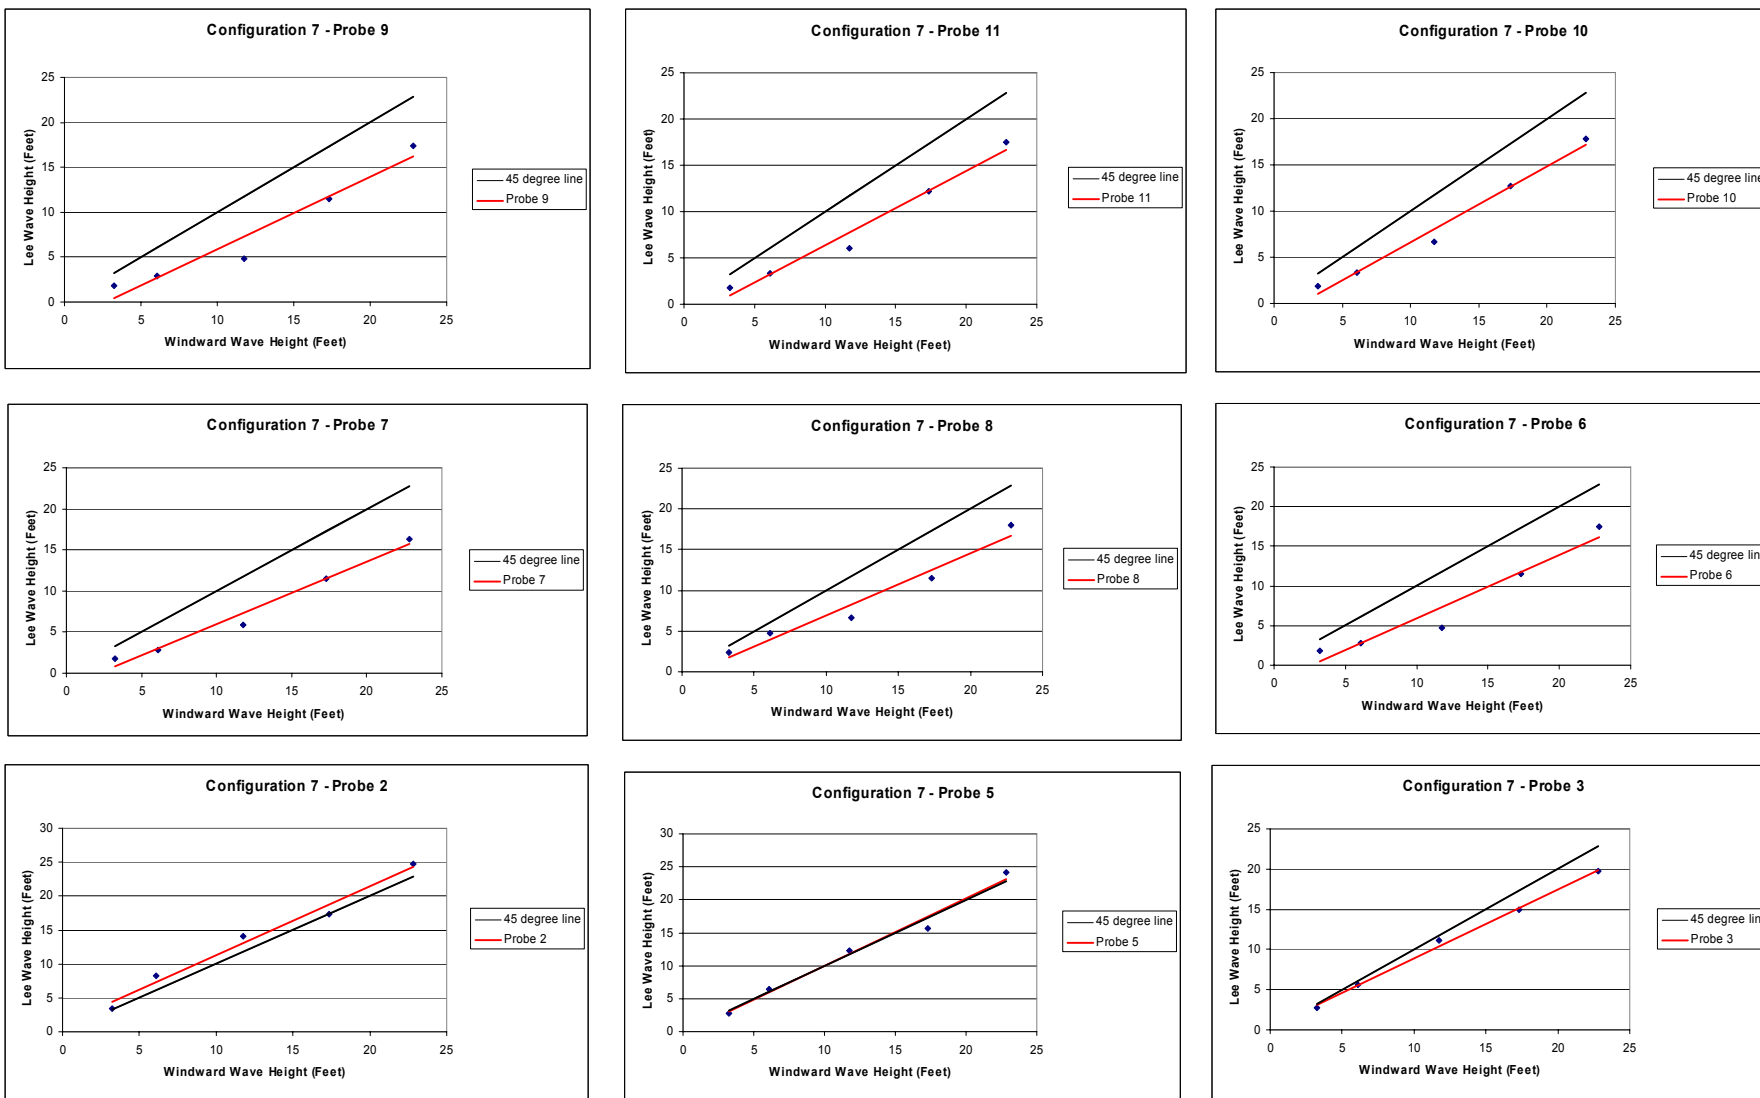 Configuration 7 - Probe 9
Lee Wave Height (Feet)
25
20
15
10
5
0
0 5 10 15 20 25
Windward Wave Height (Feet)
45 degree line
Probe 9
Configuration 7 - Probe 11
Lee Wave Height (Feet)
25
20
15
10
5
0
0 5 10 15 20 25
Windward Wave Height (Feet)
45 degree line
Probe 11
Configuration 7 - Probe 10
Lee Wave Height (Feet)
25
20
15
10
5
0
0 5 10 15 20 25
Windward Wave Height (Feet)
45 degree line
Probe 10
Configuration 7 - Probe 7
Lee Wave Height (Feet)
25
20
15
10
5
0
0 5 10 15 20 25
Windward Wave Height (Feet)
45 degree line
Probe 7
Configuration 7 - Probe 8
Lee Wave Height (Feet)
25
20
15
10
5
0
0 5 10 15 20 25
Windward Wave Height (Feet)
45 degree line
Probe 8
Configuration 7 - Probe 6
Lee Wave Height (Feet)
25
20
15
10
5
0
0 5 10 15 20 25
Windward Wave Height (Feet)
45 degree lin
Probe 6
Configuration 7 - Probe 2
Lee Wave Height (Feet)
30
25
20
15
10
5
0
0 5 10 15 20 25
Windward Wave Height (Feet)
45 degree line
Probe 2
Configuration 7 - Probe 5
Lee Wave Height (Feet)
30
25
20
15
10
5
0
0 5 10 15 20 25
Windward Wave Height (Feet)
45 degree line
Probe 5
Configuration 7 - Probe 3
Lee Wave Height (Feet)
25
20
15
10
5
0
0 5 10 15 20 25
Windward Wave Height (Feet)
45 degree lin
Probe 3